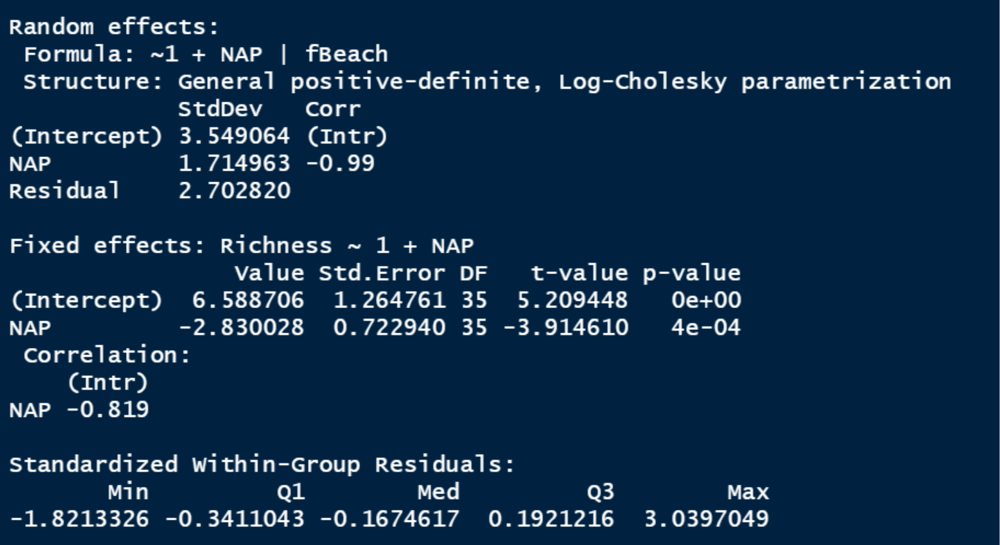 Random effects:
 Formula: ~1 + NAP | fBeach
 Structure: General positive-definite, Log-Cholesky parametrization
            StdDev   Corr
(Intercept) 3.549064 (Intr)
NAP         1.714963 -0.99
Residual    2.702820

Fixed effects: Richness ~ 1 + NAP
                Value Std.Error DF   t-value p-value
(Intercept)  6.588706  1.264761 35  5.209448   0e+00
NAP         -2.830028  0.722940 35 -3.914610   4e-04
 Correlation:
    (Intr)
NAP -0.819

Standardized Within-Group Residuals:
       Min         Q1        Med         Q3        Max
-1.8213326 -0.3411043 -0.1674617  0.1921216  3.0397049